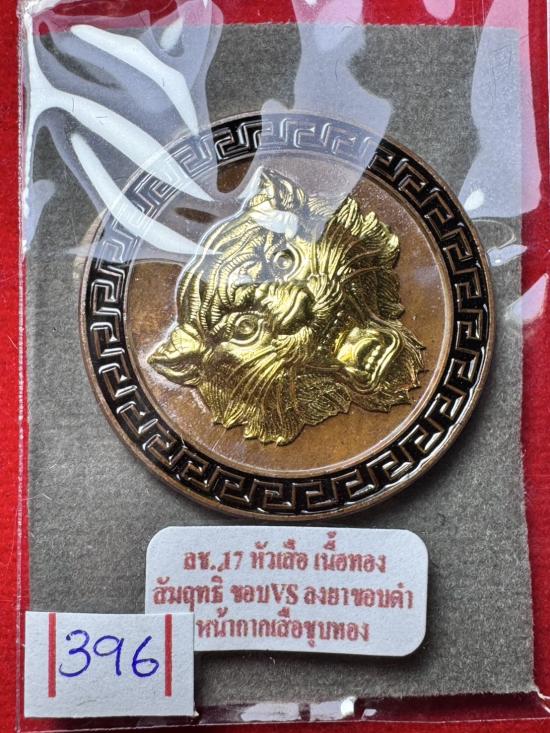 ลช. 17 หัวเสือ เนื้อทอง
สัมฤทธิ์ ขอบVS ลงยาขอบดำ
หน้ากากเสือชุบทอง
396